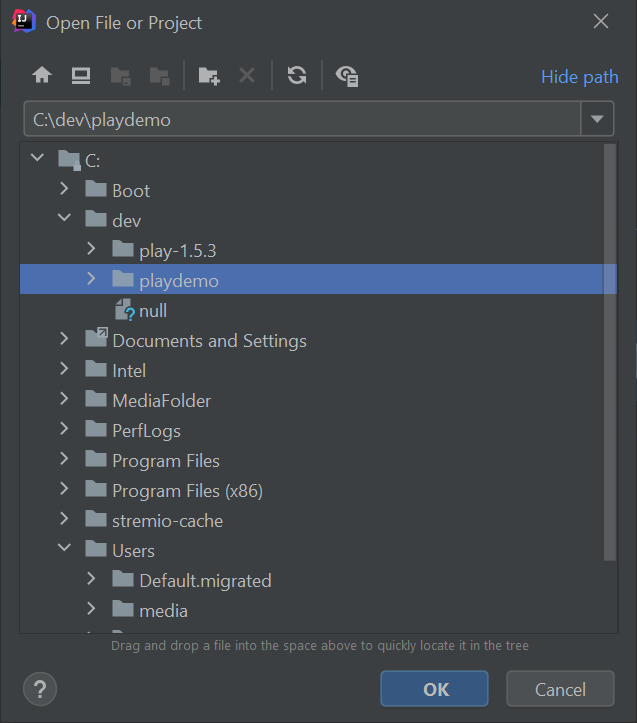 Open File or Project
Hide path
C:\dev\playdemo
C:
Boot
dev
play-1.5.3
playdemo
null
Documents and Settings
Intel
MediaFolder
PerfLogs
Program Files
Program Files (x86)
stremio-cache
Users
Default.migrated
media
Drag and drop a file into the space above to quickly locate it in the tree
?
OK
Cancel